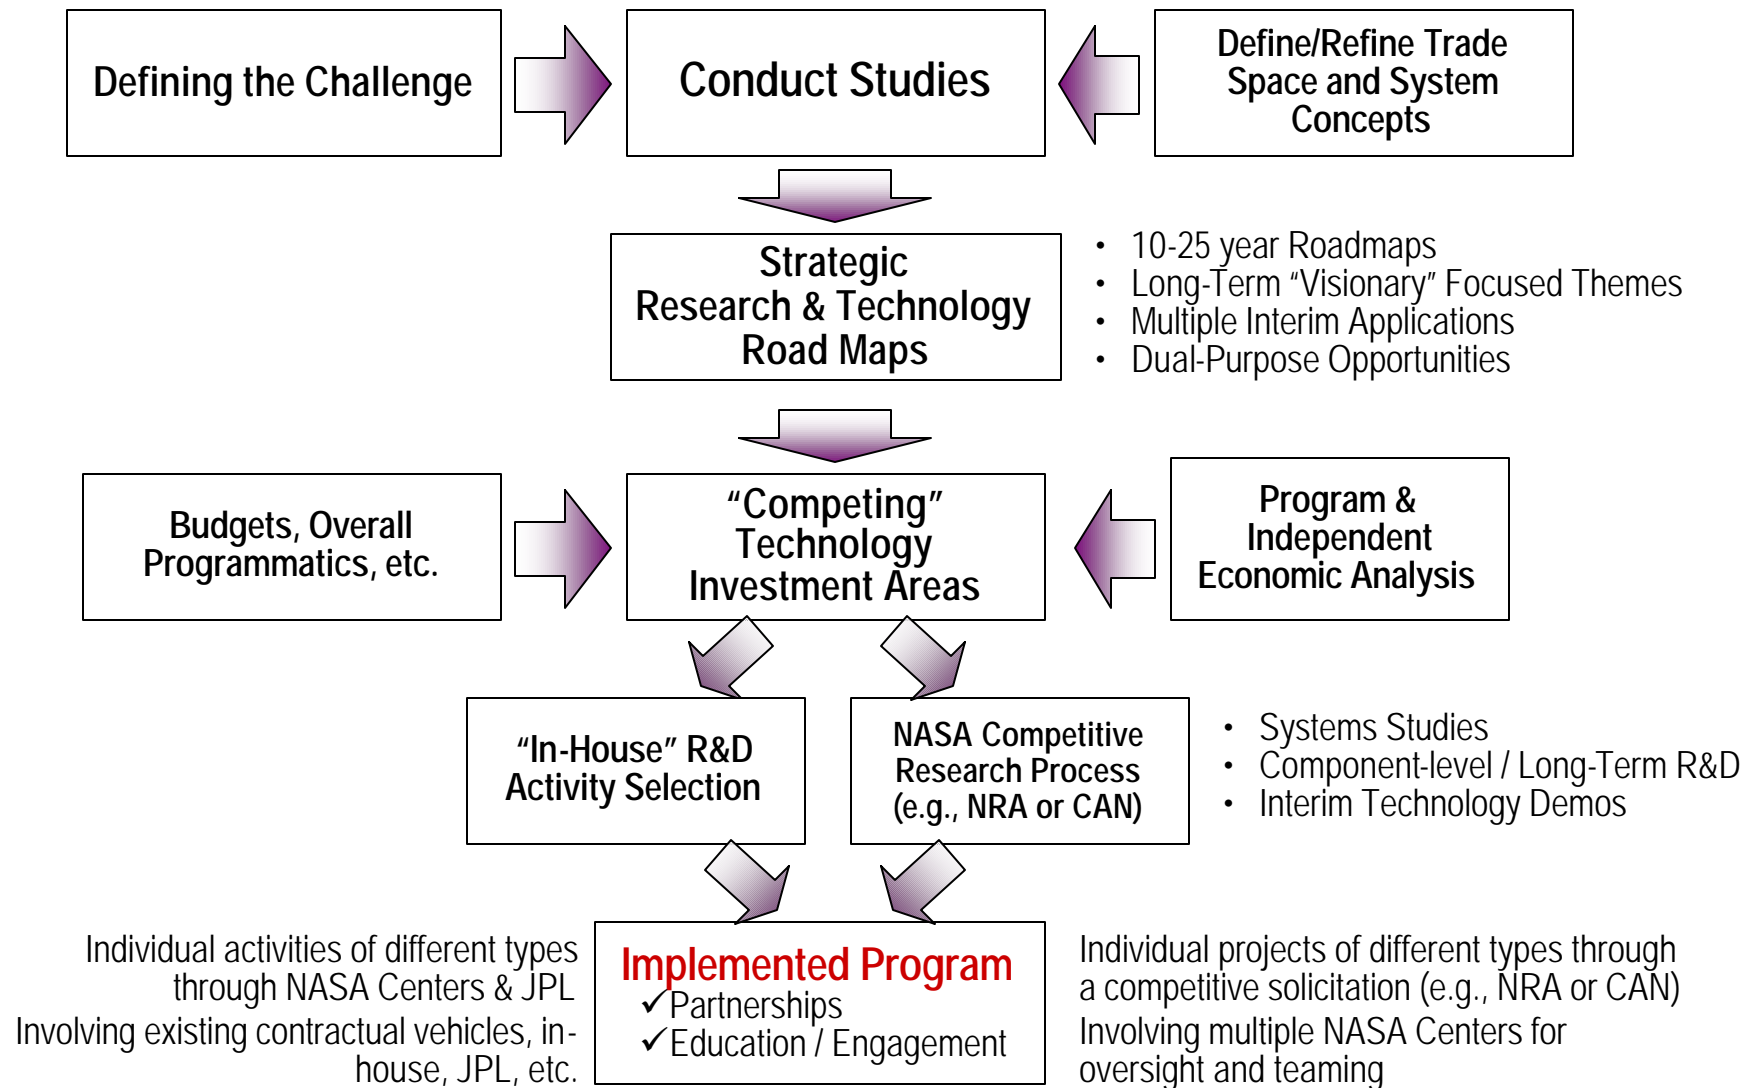 Defining the Challenge
Conduct Studies
Define/Refine Trade
Space and System
Concepts
Strategic
Research & Technology
Road Maps
• 10-25 year Roadmaps
• Long-Term “Visionary” Focused Themes
• Multiple Interim Applications
• Dual-Purpose Opportunities
Budgets, Overall
Programmatics, etc.
“Competing”
Technology
Investment Areas
Program &
Independent
Economic Analysis
“In-House” R&D
Activity Selection
NASA Competitive
Research Process
(e.g., NRA or CAN)
• Systems Studies
• Component-level / Long-Term R&D
• Interim Technology Demos
Individual activities of different types
through NASA Centers & JPL
Involving existing contractual vehicles, in-
house, JPL, etc.
Implemented Program
✓Partnerships
✓Education / Engagement
Individual projects of different types through
a competitive solicitation (e.g., NRA or CAN)
Involving multiple NASA Centers for
oversight and teaming